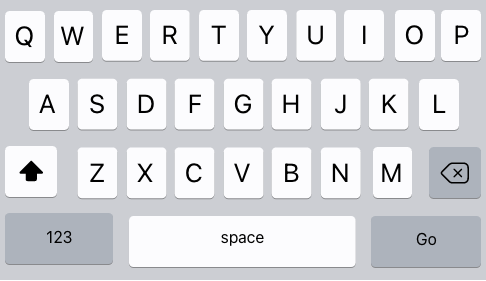 Q W E R T Y U I O P
A S D F G H J K L
Z X C V B N M
123 space Go